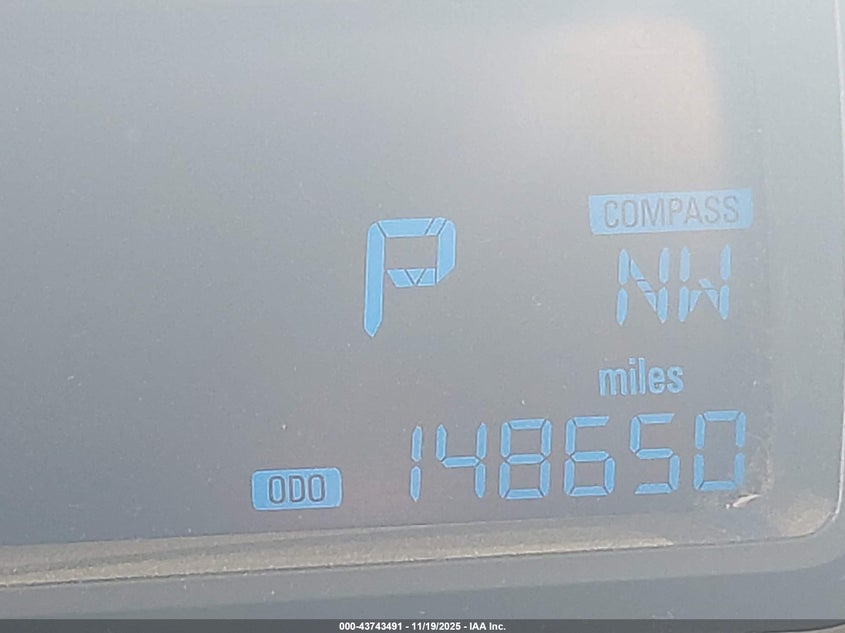 COMPASS
P NW
miles
ODO 148650
000-43743491 - 11/19/2025 - IAA Inc.